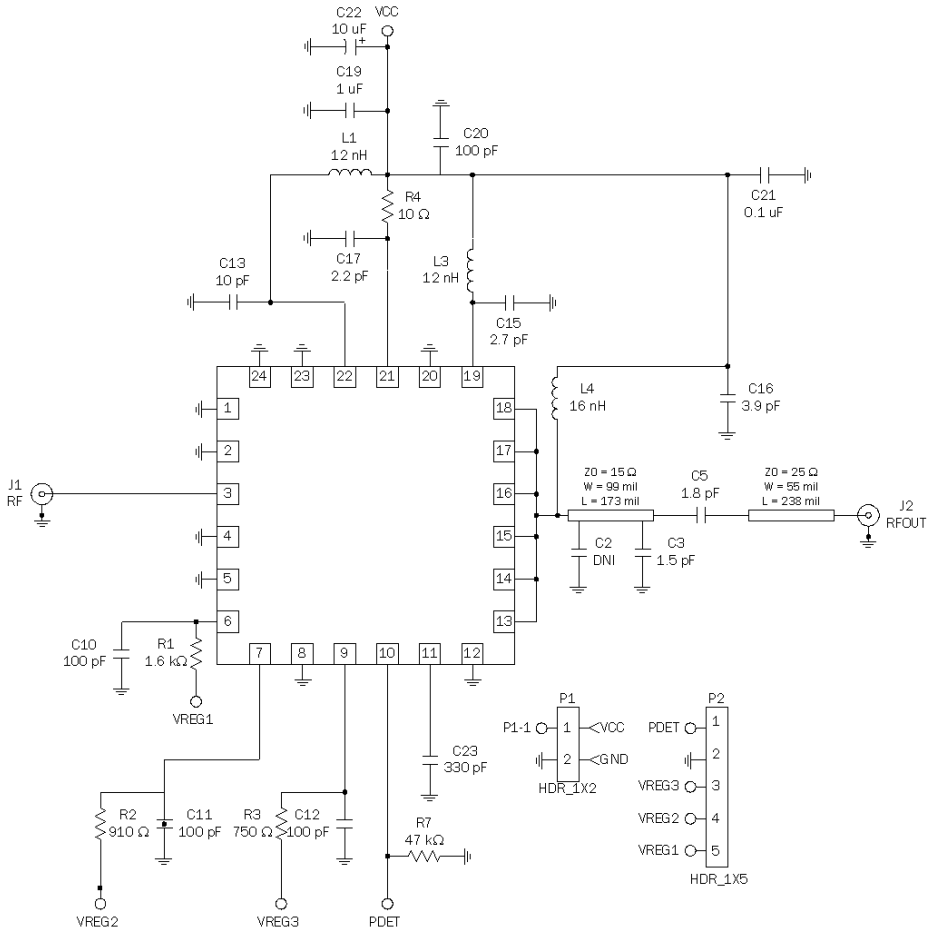 C22
10 uF
+
VCC
C19
1 uF
L1
12 nH
C20
100 pF
R4
10 Ω
C21
0.1 uF
C17
2.2 pF
L3
12 nH
C13
10 pF
C15
2.7 pF
24
23
22
21
20
19
L4
16 nH
C16
3.9 pF
1
2
3
4
5
6
18
17
16
15
14
13
J1
RF
Z0 = 15 Ω
W = 99 mil
L = 173 mil
C5
1.8 pF
Z0 = 25 Ω
W = 55 mil
L = 238 mil
J2
RFOUT
C2
DNI
C3
1.5 pF
7
8
9
10
11
12
C10
100 pF
R1
1.6 kΩ
VREG1
C23
330 pF
R2
910 Ω
C11
100 pF
R3
750 Ω
C12
100 pF
R7
47 kΩ
VREG2
VREG3
PDET
P1
P1-1
1
VCC
2
GND
HDR_1X2
P2
PDET
1
2
VREG3
3
VREG2
4
VREG1
5
HDR_1X5